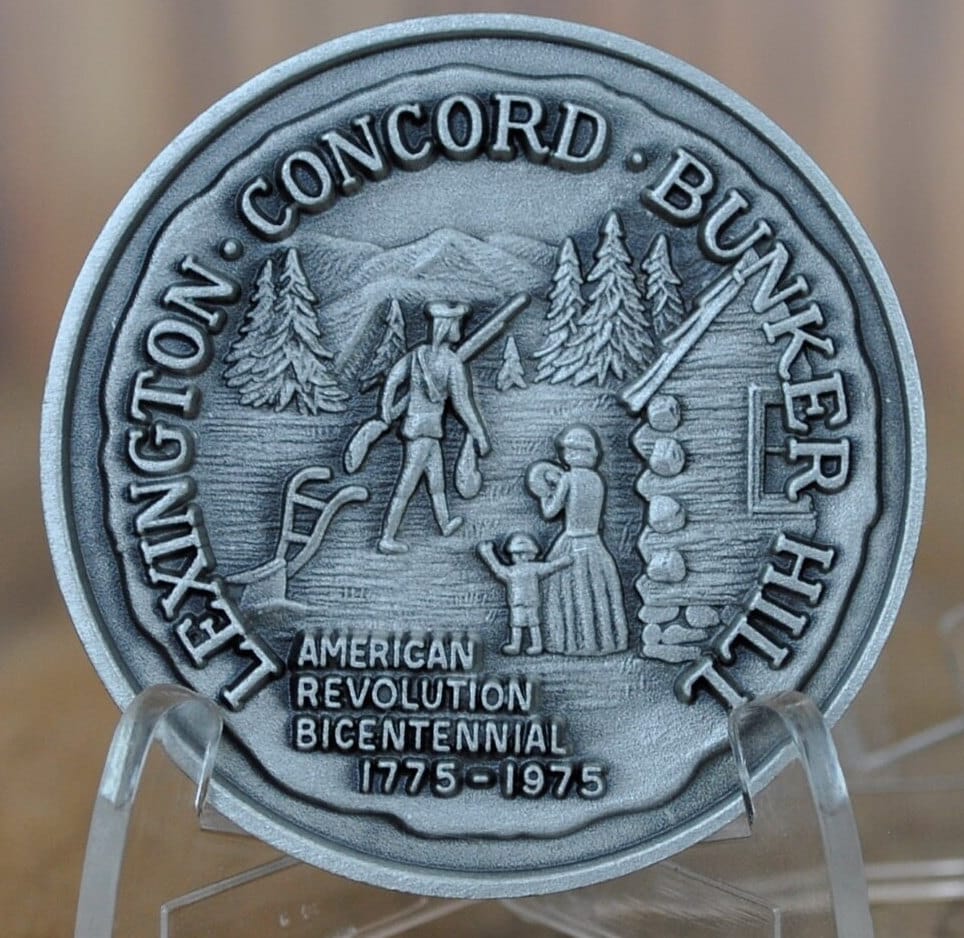 LEXINGTON · CONCORD · BUNKER HILL
AMERICAN
REVOLUTION
BICENTENNIAL
1775-1975